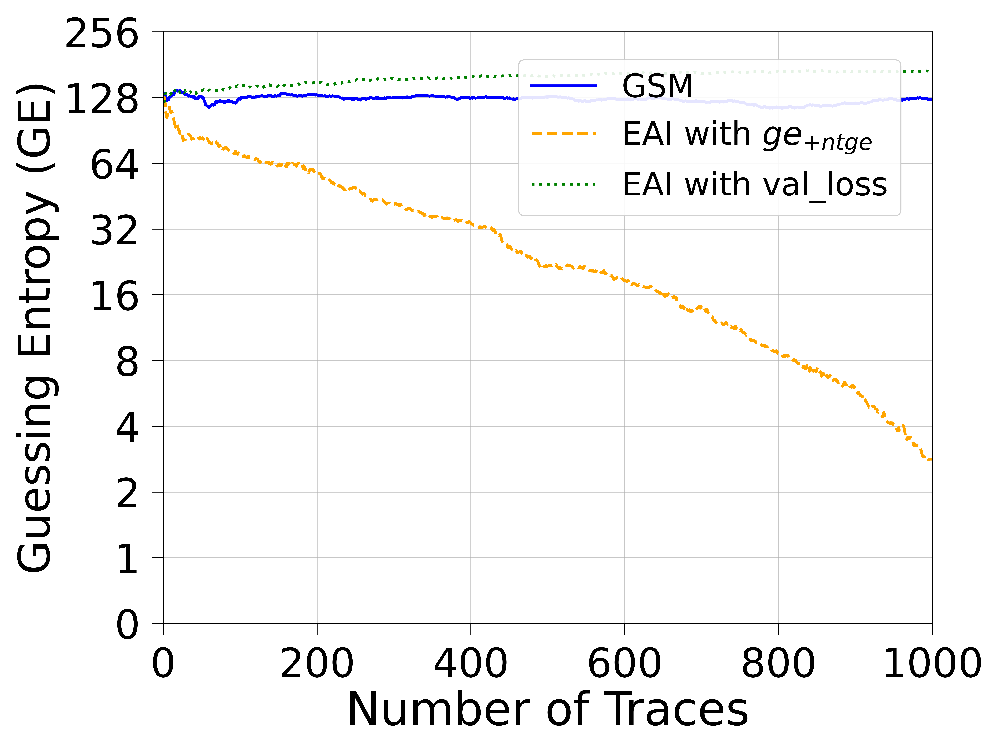 Guessing Entropy (GE)
256
128
64
32
16
8
4
2
1
0
GSM
EAI with ge+ntge
EAI with val_loss
0 200 400 600 800 1000
Number of Traces